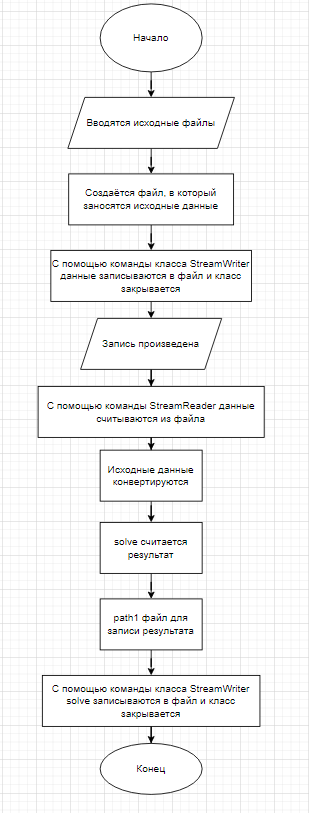 Начало
Вводятся исходные файлы
Создаётся файл, в который
заносятся исходные данные
С помощью команды класса StreamWriter
данные записываются в файл и класс
закрывается
Запись произведена
С помощью команды StreamReader данные
считываются из файла
Исходные данные
конвертируются
solve считается
результат
path1 файл для
записи результата
С помощью команды класса StreamWriter
solve записываются в файл и класс
закрывается
Конец